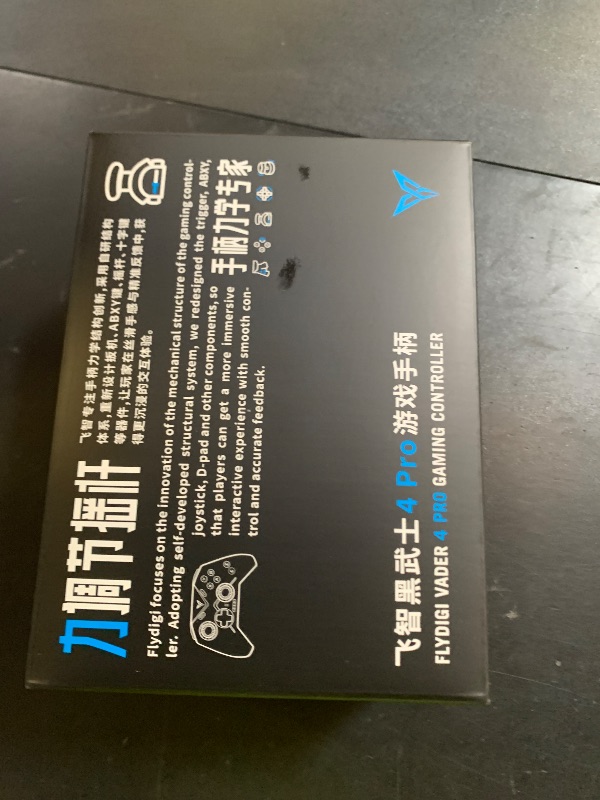 力调节摇杆
飞智专注手柄力学结构创新,采用自研结构
体系,重新设计扳机、ABXY键、摇杆、十字键
等器件,让玩家在丝滑手感与精准反馈中,获
得更沉浸的交互体验。
Flydigi focuses on the innovation of the mechanical structure of the gaming control-
ler. Adopting self-developed structural system, we redesigned the trigger, ABXY,
joystick, D-pad and other components, so
that players can get a more immersive
interactive experience with smooth con-
trol and accurate feedback.
手柄力学专家
飞智黑武士4 Pro游戏手柄
FLYDIGI VADER 4 PRO GAMING CONTROLLER